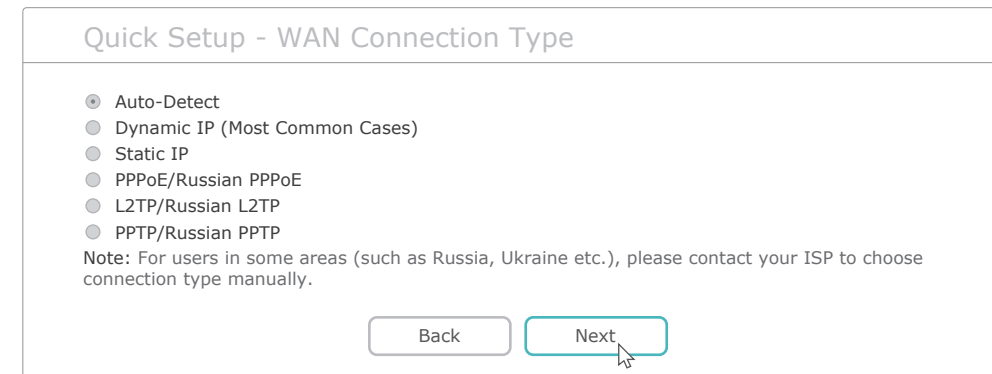 Quick Setup - WAN Connection Type
Auto-Detect
Dynamic IP (Most Common Cases)
Static IP
PPPoE/Russian PPPoE
L2TP/Russian L2TP
PPTP/Russian PPTP
Note: For users in some areas (such as Russia, Ukraine etc.), please contact your ISP to choose
connection type manually.
Back
Next